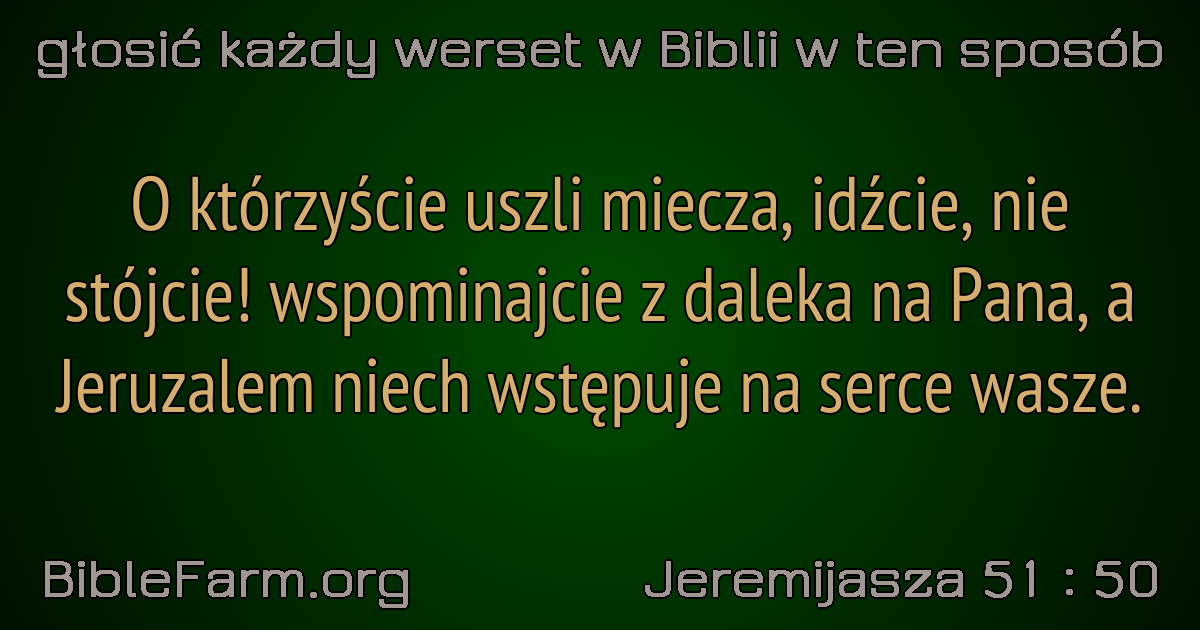 głosić każdy werset w Biblii w ten sposób
O którzyście uszli miecza, idźcie, nie
stójcie! wspominajcie z daleka na Pana, a
Jeruzalem niech wstępuje na serce wasze.
BibleFarm.org
Jeremijasza 51 : 50